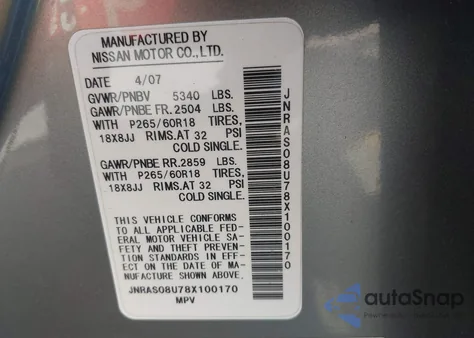 MANUFACTURED BY
NISSAN MOTOR CO., LTD.
DATE 4/07
GVWR/PNBV 5340 LBS.
GAWR/PNBE FR. 2504 LBS.
WITH P265/60R18 TIRES,
18X8JJ RIMS.AT 32 PSI
COLD SINGLE.
GAWR/PNBE RR. 2859 LBS.
WITH P265/60R18 TIRES,
18X8JJ RIMS.AT 32 PSI
COLD SINGLE.
THIS VEHICLE CONFORMS
TO ALL APPLICABLE FED-
ERAL MOTOR VEHICLE SA-
FETY AND THEFT PREVENT-
ION STANDARDS IN EFF-
ECT ON THE DATE OF MA-
NUFACTURE SHOWN ABOVE.
JNRAS08U78X100170
MPV
JNRAS08U78X100170
autoSnap